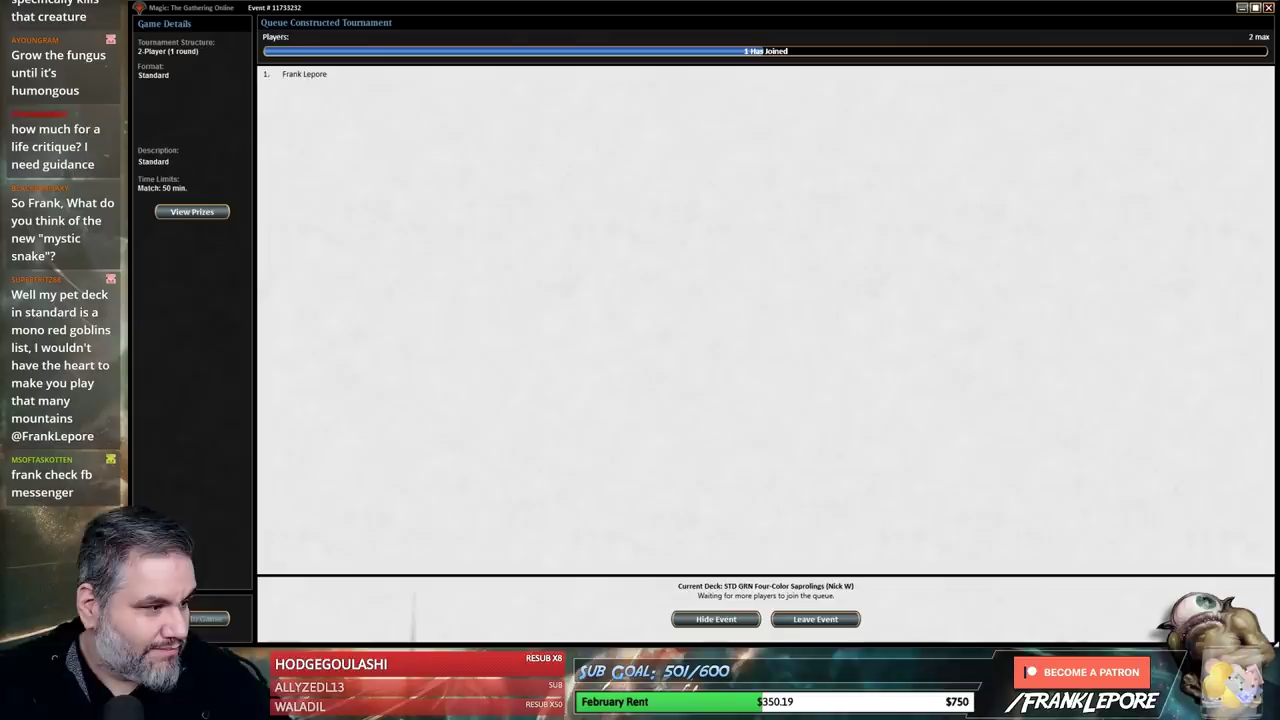 specifically kills
that creature
AYOUNGRAM
Grow the fungus
until it's
humongous
how much for a
life critique? I
need guidance
So Frank, What do
you think of the
new "mystic
snake"?
Well my pet deck
in standard is a
mono red goblins
list, I wouldn't
have the heart to
make you play
that many
mountains
@FrankLepore
MSOFTASKOTTEN
frank check fb
messenger
Magic: The Gathering Online Event # 11733232
Game Details
Tournament Structure:
2-Player (1 round)
Format:
Standard
Description:
Standard
Time Limits:
Match: 50 min.
View Prizes
to Game
Queue Constructed Tournament
Players:
2 max
1 Has Joined
1. Frank Lepore
Current Deck: STD GRN Four-Color Saprolings (Nick W)
Waiting for more players to join the queue.
Hide Event
Leave Event
HODGEGOULASHI RESUB X8
ALLYZEDL13 SUB
WALADIL RESUB X50
SUB GOAL: 501/600
February Rent $350.19 $750
BECOME A PATRON
/FRANKLEPORE